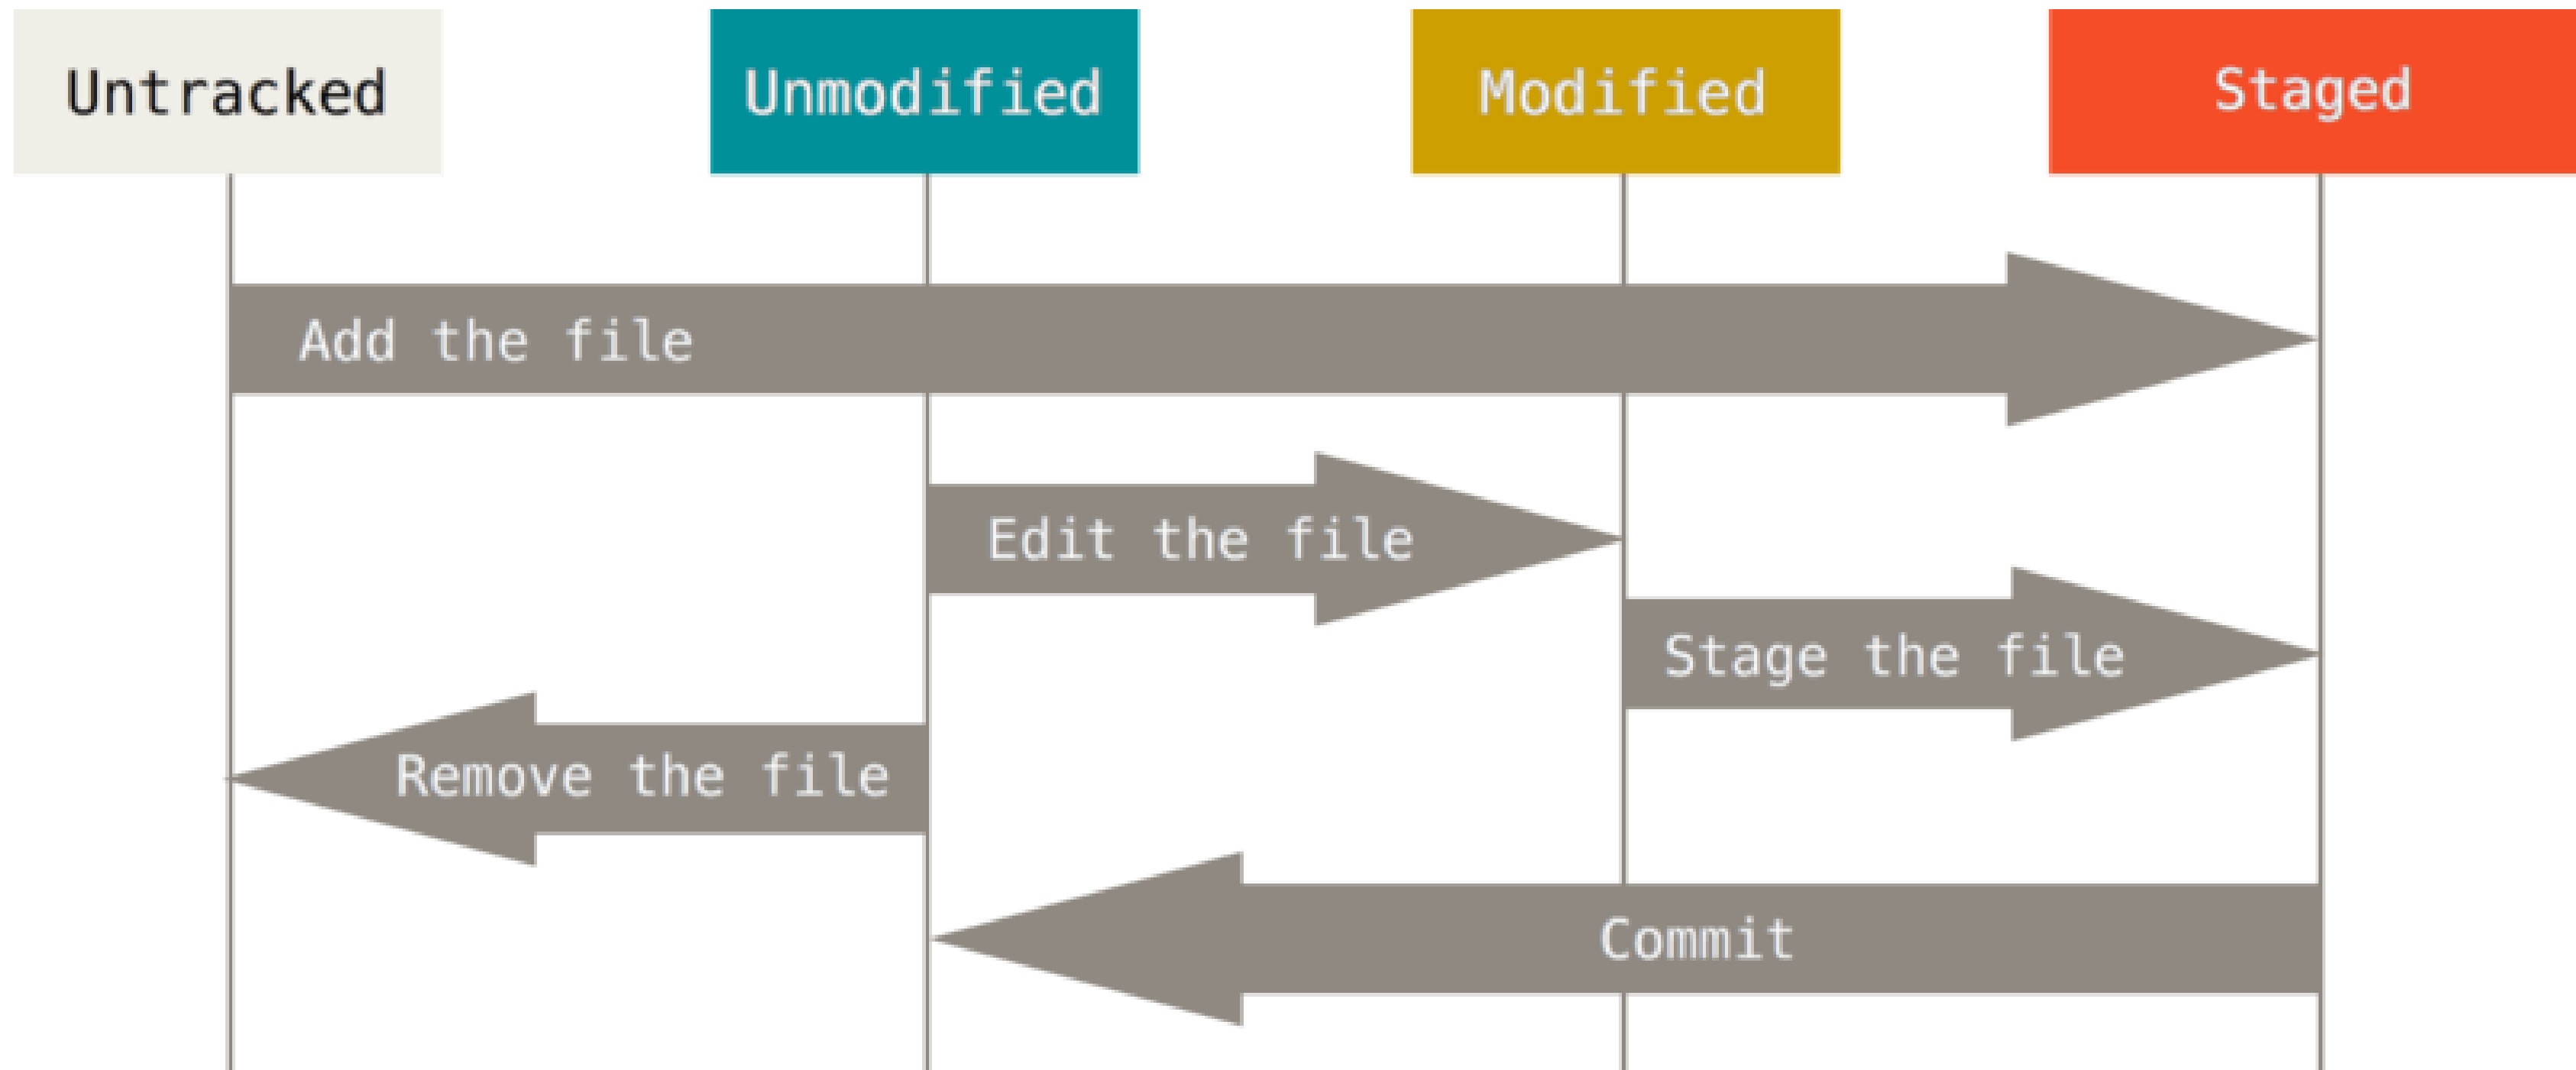 Untracked
Unmodified
Modified
Staged
Add the file
Edit the file
Stage the file
Remove the file
Commit